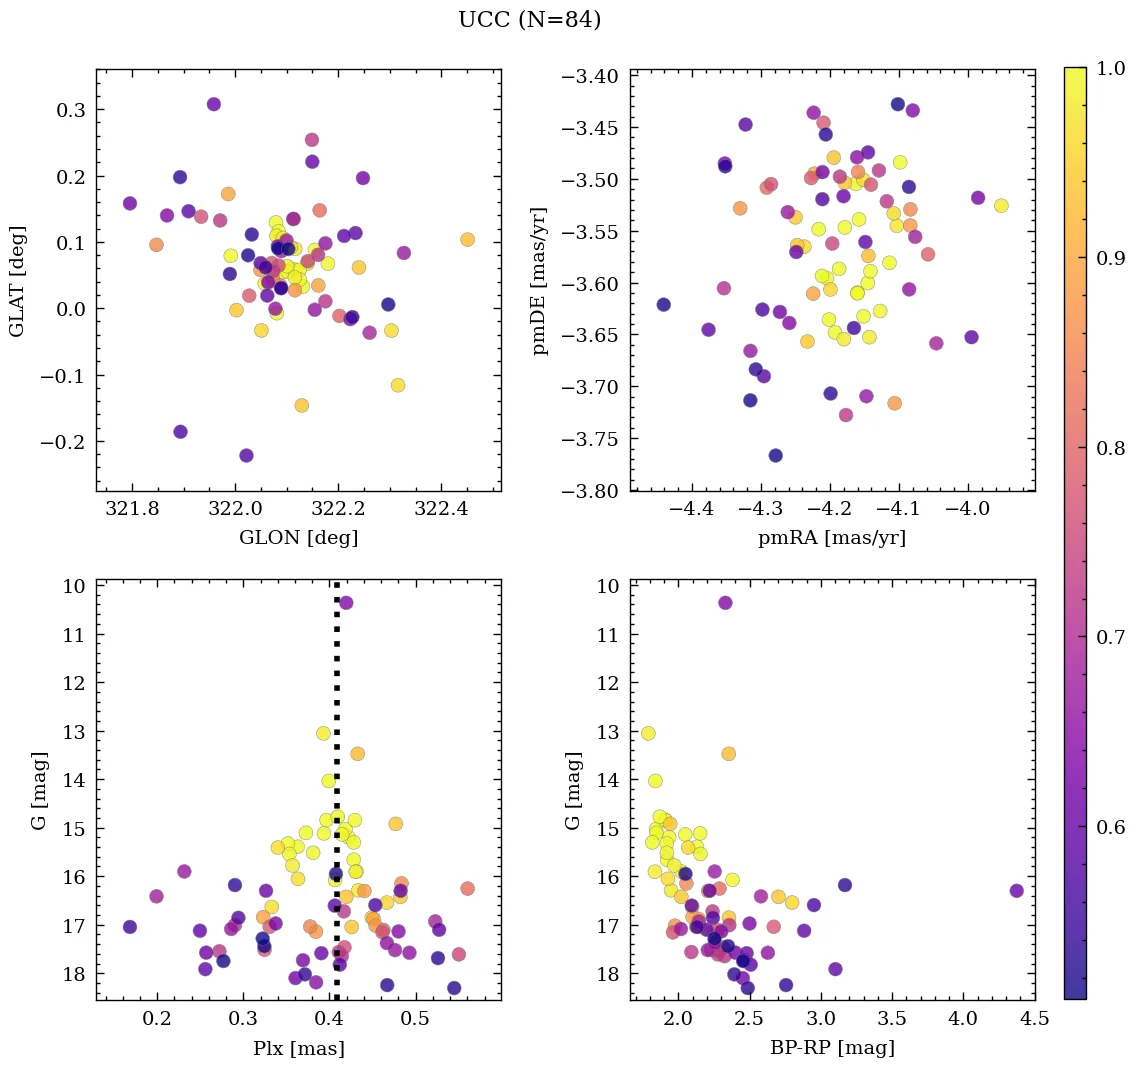 UCC (N=84)
0.3
0.2
0.1
0.0
−0.1
−0.2
GLAT [deg]
321.8 322.0 322.2 322.4
GLON [deg]
−3.40
−3.45
−3.50
−3.55
−3.60
−3.65
−3.70
−3.75
−3.80
pmDE [mas/yr]
−4.4 −4.3 −4.2 −4.1 −4.0
pmRA [mas/yr]
10
11
12
13
14
15
16
17
18
G [mag]
0.2 0.3 0.4 0.5
Plx [mas]
10
11
12
13
14
15
16
17
18
G [mag]
2.0 2.5 3.0 3.5 4.0 4.5
BP-RP [mag]
1.0
0.9
0.8
0.7
0.6